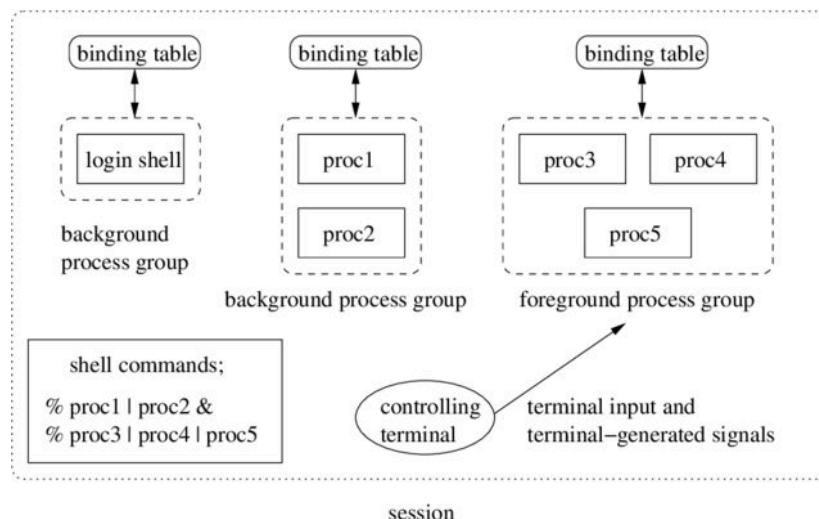 binding table
binding table
binding table
login shell
proc1
proc3
proc4
proc2
proc5
background
process group
background process group
foreground process group
shell commands;
% proc1 | proc2 &
% proc3 | proc4 | proc5
controlling
terminal
terminal input and
terminal−generated signals
session